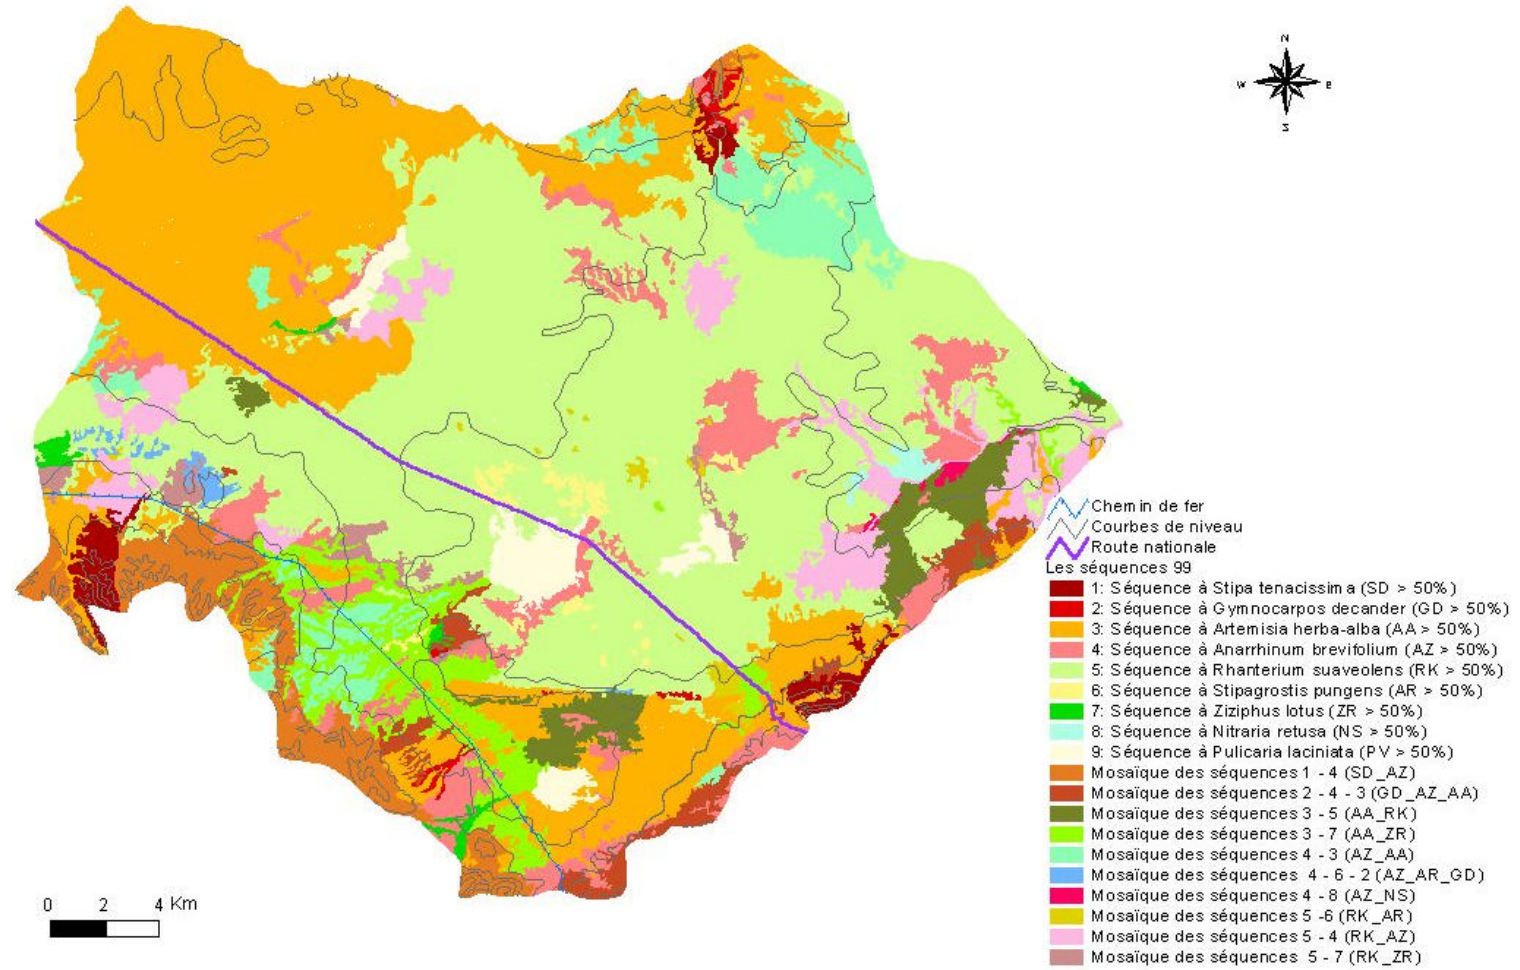 N
W
E
S
Chemin de fer
Courbes de niveau
Route nationale
Les séquences 99
1: Séquence à Stipa tenacissima (SD > 50%)
2: Séquence à Gymnocarpos decander (GD > 50%)
3: Séquence à Artemisia herba-alba (AA > 50%)
4: Séquence à Anarrhinum brevifolium (AZ > 50%)
5: Séquence à Rhanterium suaveolens (RK > 50%)
6: Séquence à Stipagrostis pungens (AR > 50%)
7: Séquence à Ziziphus lotus (ZR > 50%)
8: Séquence à Nitraria retusa (NS > 50%)
9: Séquence à Pulicaria laciniata (PV > 50%)
Mosaïque des séquences 1 - 4 (SD_AZ)
Mosaïque des séquences 2 - 4 - 3 (GD_AZ_AA)
Mosaïque des séquences 3 - 5 (AA_RK)
Mosaïque des séquences 3 - 7 (AA_ZR)
Mosaïque des séquences 4 - 3 (AZ_AA)
Mosaïque des séquences 4 - 6 - 2 (AZ_AR_GD)
Mosaïque des séquences 4 - 8 (AZ_NS)
Mosaïque des séquences 5 -6 (RK_AR)
Mosaïque des séquences 5 - 4 (RK_AZ)
Mosaïque des séquences 5 - 7 (RK_ZR)
0 2 4 Km